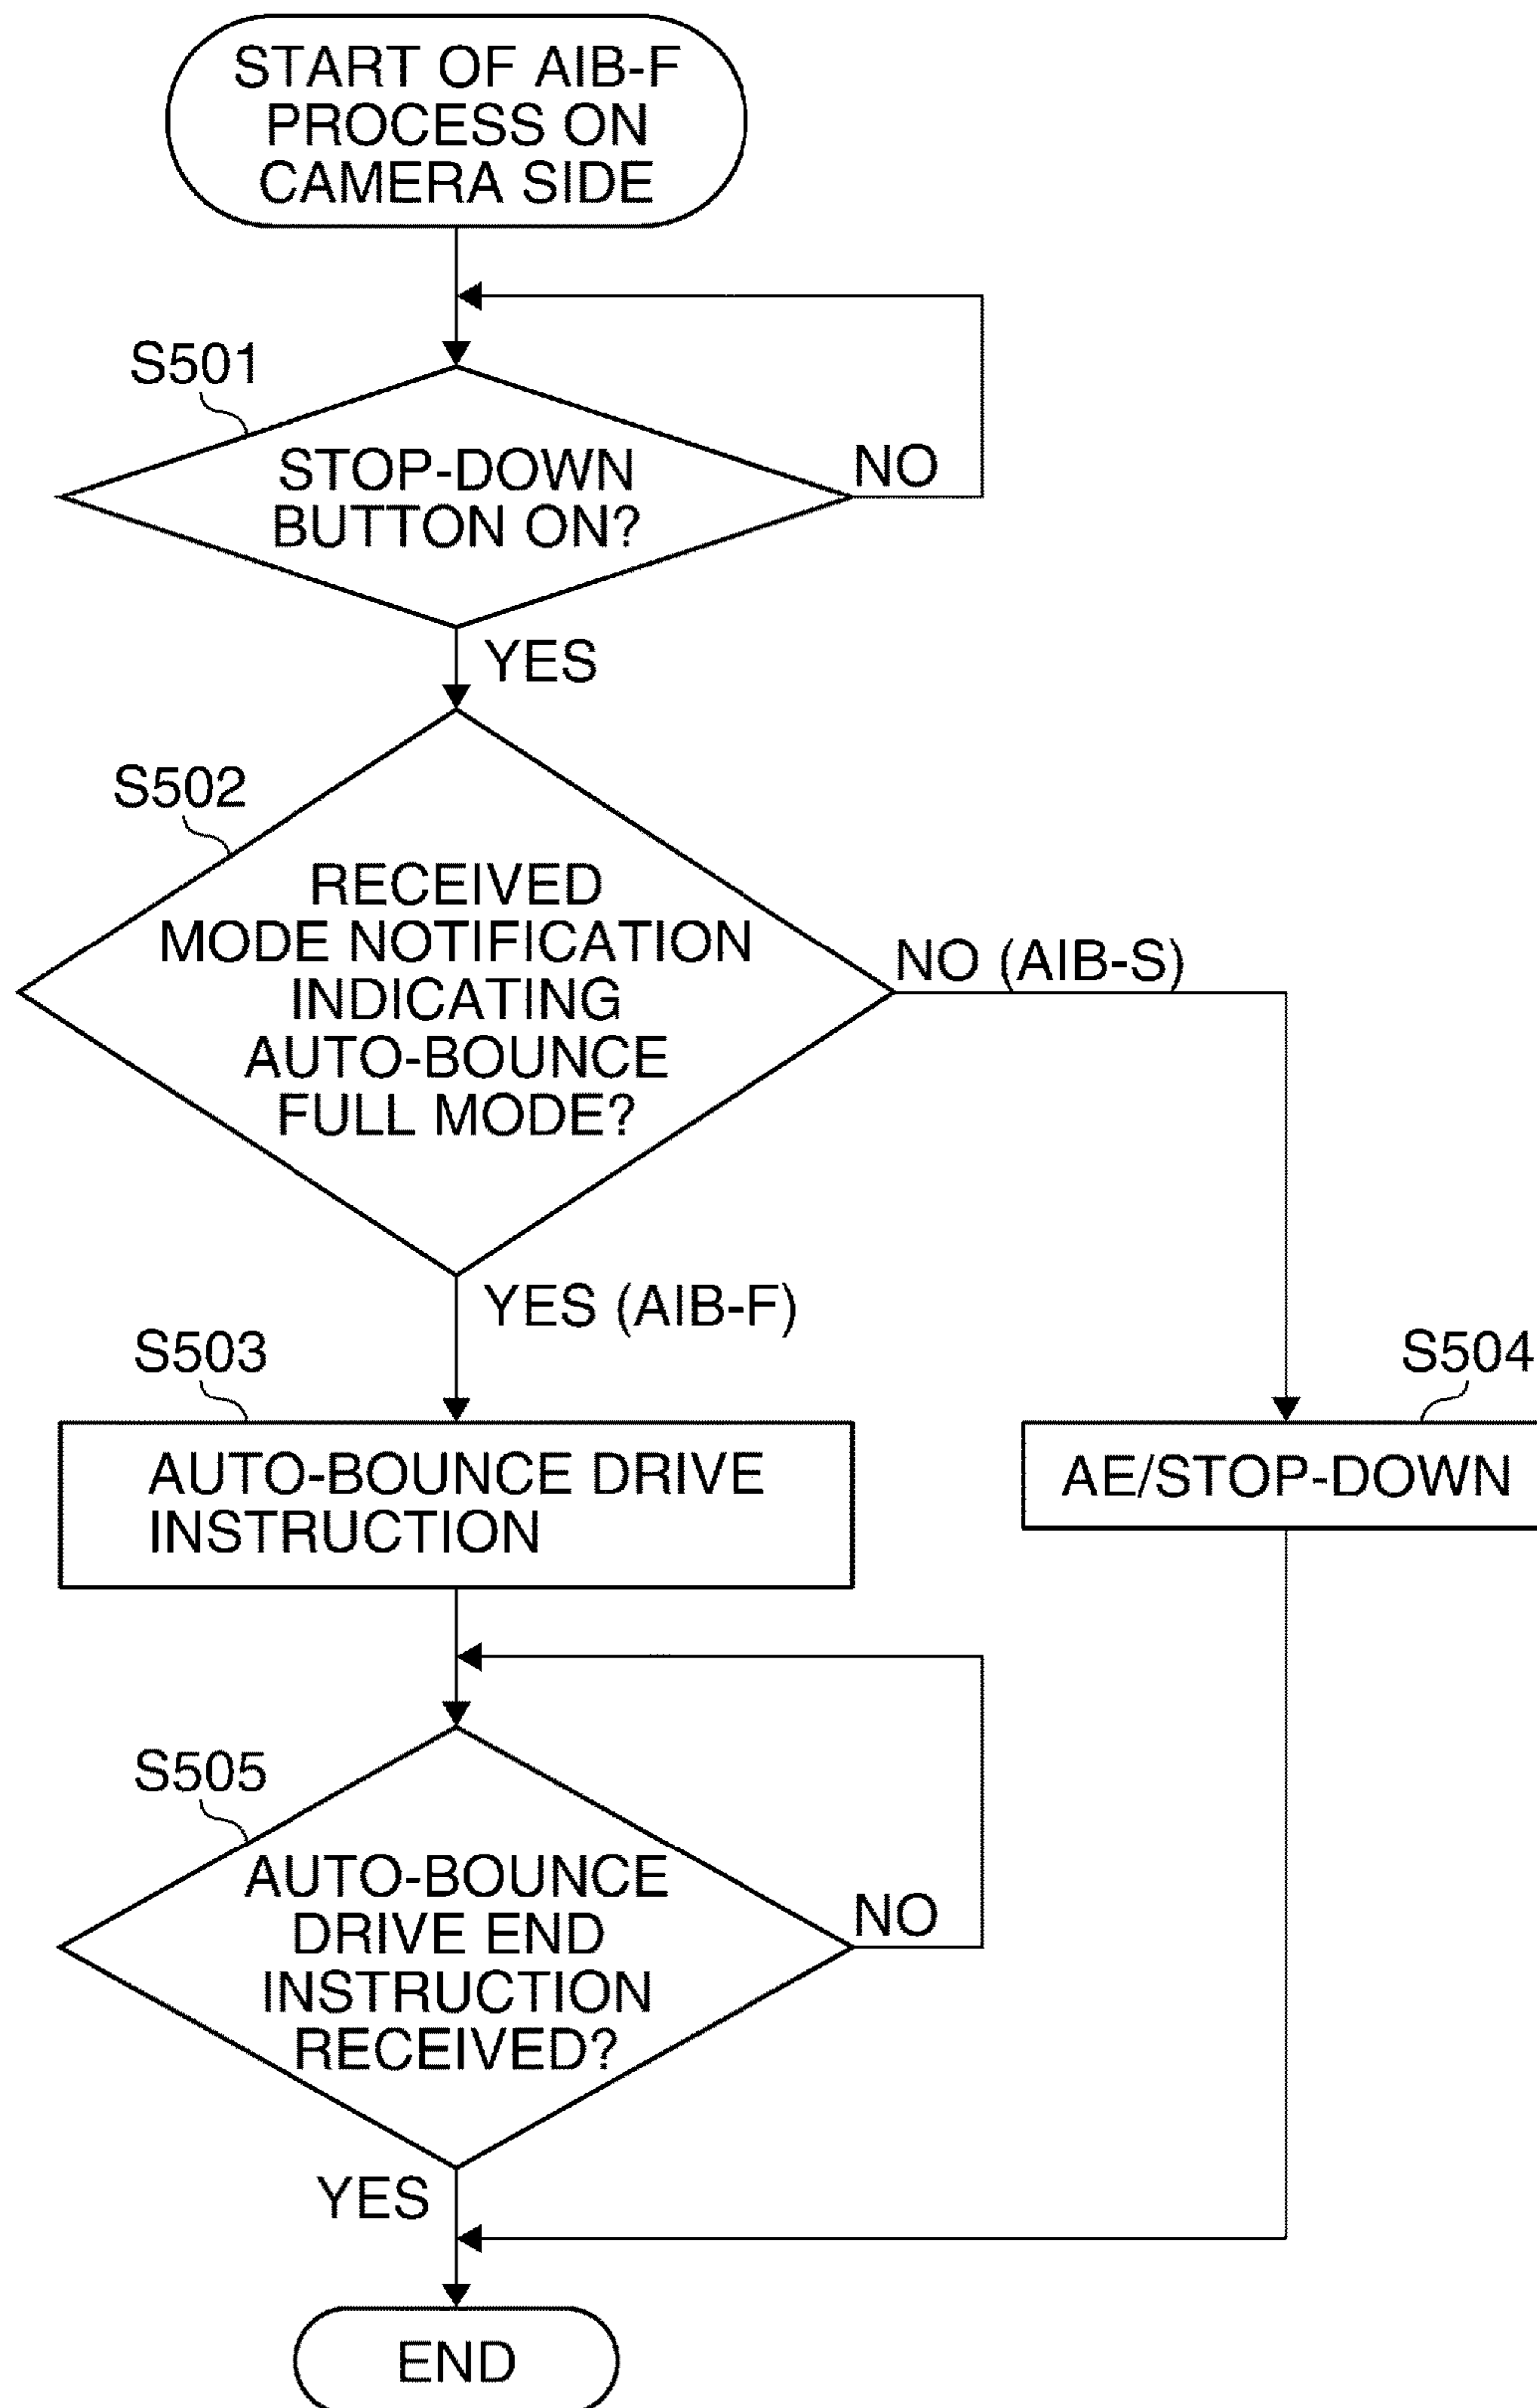 START OF AIB-F
PROCESS ON
CAMERA SIDE
S501
STOP-DOWN
BUTTON ON?
NO
YES
S502
RECEIVED
MODE NOTIFICATION
INDICATING
AUTO-BOUNCE
FULL MODE?
NO (AIB-S)
YES (AIB-F)
S503
AUTO-BOUNCE DRIVE
INSTRUCTION
S504
AE/STOP-DOWN
S505
AUTO-BOUNCE
DRIVE END
INSTRUCTION
RECEIVED?
NO
YES
END